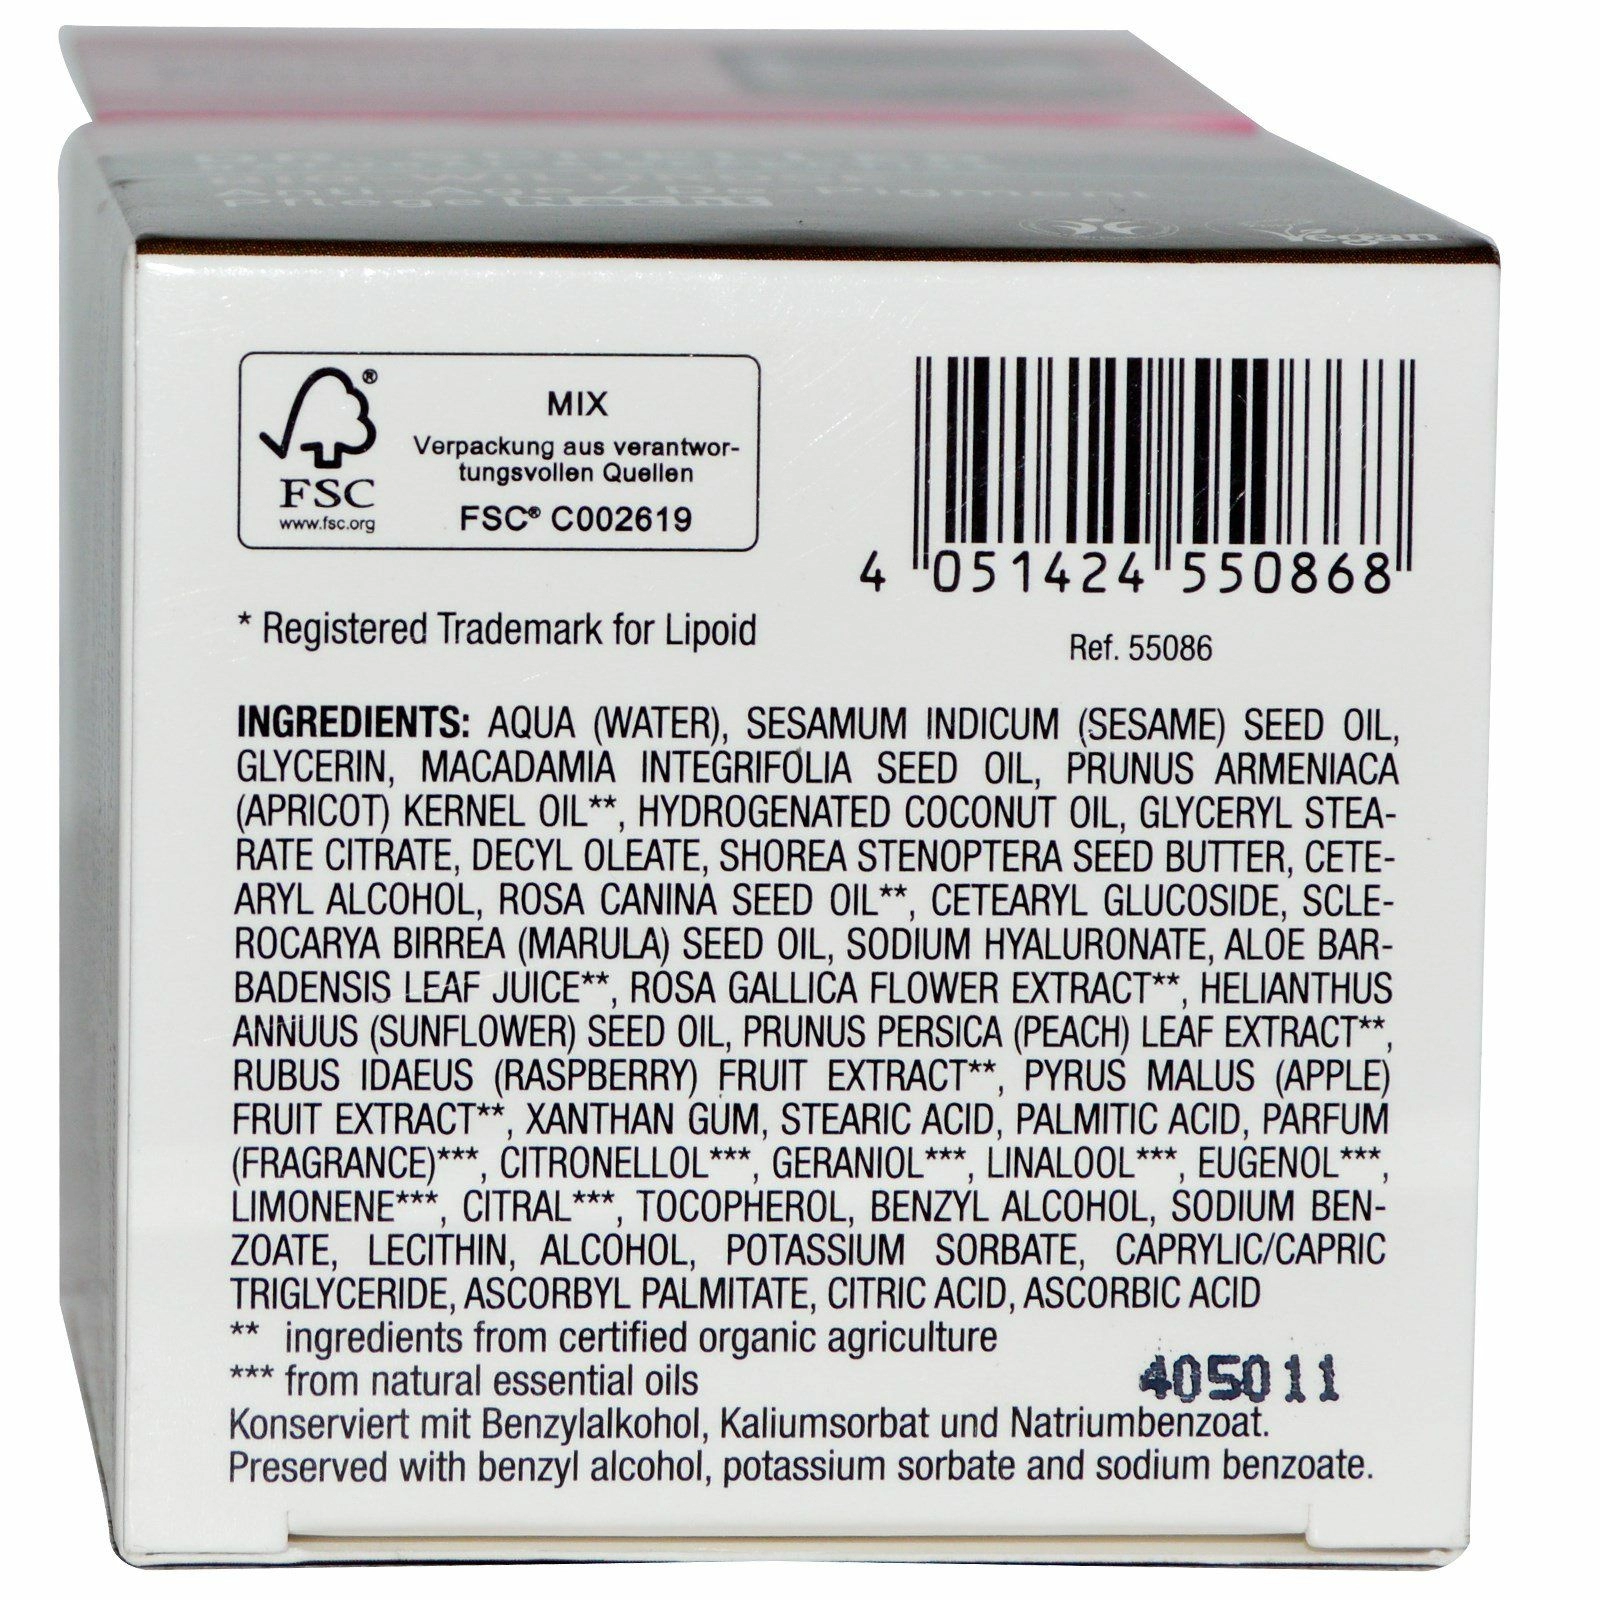 Anti-Age / De-Pigment
Pflege
Vegan
MIX
Verpackung aus verantwor-
tungsvollen Quellen
FSC® C002619
®
FSC
www.fsc.org
4 051424 550868
* Registered Trademark for Lipoid
Ref. 55086
INGREDIENTS: AQUA (WATER), SESAMUM INDICUM (SESAME) SEED OIL,
GLYCERIN, MACADAMIA INTEGRIFOLIA SEED OIL, PRUNUS ARMENIACA
(APRICOT) KERNEL OIL**, HYDROGENATED COCONUT OIL, GLYCERYL STEA-
RATE CITRATE, DECYL OLEATE, SHOREA STENOPTERA SEED BUTTER, CETE-
ARYL ALCOHOL, ROSA CANINA SEED OIL**, CETEARYL GLUCOSIDE, SCLE-
ROCARYA BIRREA (MARULA) SEED OIL, SODIUM HYALURONATE, ALOE BAR-
BADENSIS LEAF JUICE**, ROSA GALLICA FLOWER EXTRACT**, HELIANTHUS
ANNUUS (SUNFLOWER) SEED OIL, PRUNUS PERSICA (PEACH) LEAF EXTRACT**,
RUBUS IDAEUS (RASPBERRY) FRUIT EXTRACT**, PYRUS MALUS (APPLE)
FRUIT EXTRACT**, XANTHAN GUM, STEARIC ACID, PALMITIC ACID, PARFUM
(FRAGRANCE)***, CITRONELLOL***, GERANIOL***, LINALOOL***, EUGENOL***,
LIMONENE***, CITRAL***, TOCOPHEROL, BENZYL ALCOHOL, SODIUM BEN-
ZOATE, LECITHIN, ALCOHOL, POTASSIUM SORBATE, CAPRYLIC/CAPRIC
TRIGLYCERIDE, ASCORBYL PALMITATE, CITRIC ACID, ASCORBIC ACID
** ingredients from certified organic agriculture
*** from natural essential oils
405011
Konserviert mit Benzylalkohol, Kaliumsorbat und Natriumbenzoat.
Preserved with benzyl alcohol, potassium sorbate and sodium benzoate.